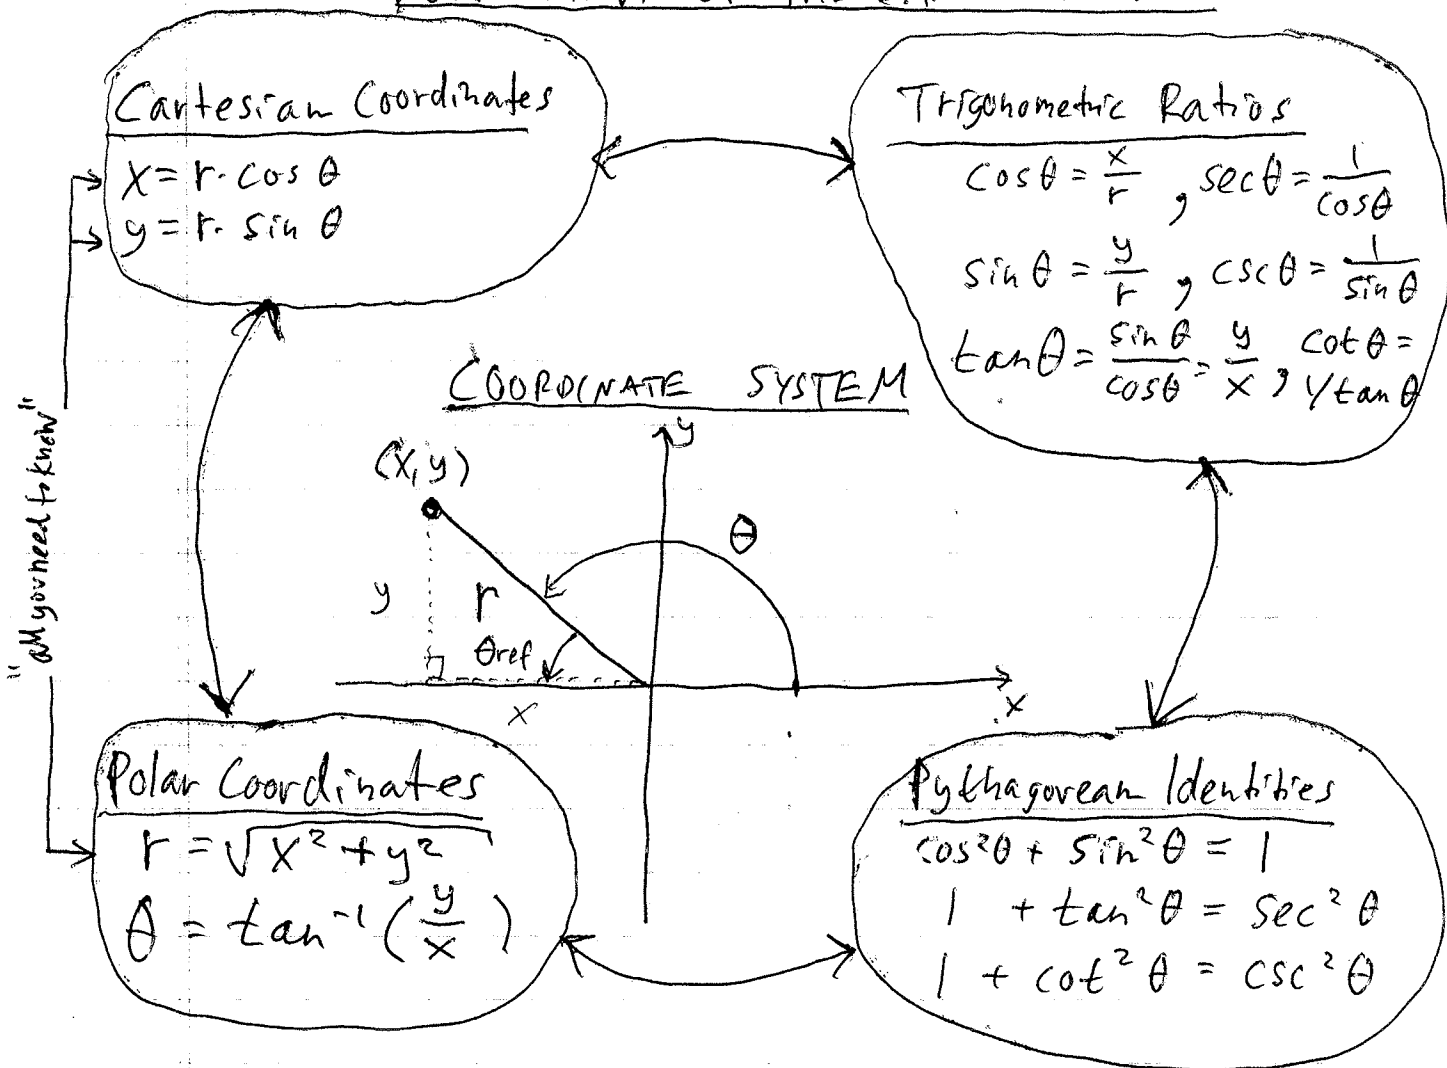 Cartesian Coordinates
x = r · cos θ
y = r · sin θ
Trigonometric Ratios
cos θ = x/r , sec θ = 1/cos θ
sin θ = y/r , csc θ = 1/sin θ
tan θ = sin θ/cos θ = y/x , cot θ =
1/tan θ
"all you need to know"
COORDINATE SYSTEM
(x, y)
y
θ
y
r
θref
x
x
Polar Coordinates
r = √x² + y²
θ = tan⁻¹ (y/x)
Pythagorean Identities
cos²θ + sin²θ = 1
1 + tan²θ = sec²θ
1 + cot²θ = csc²θ